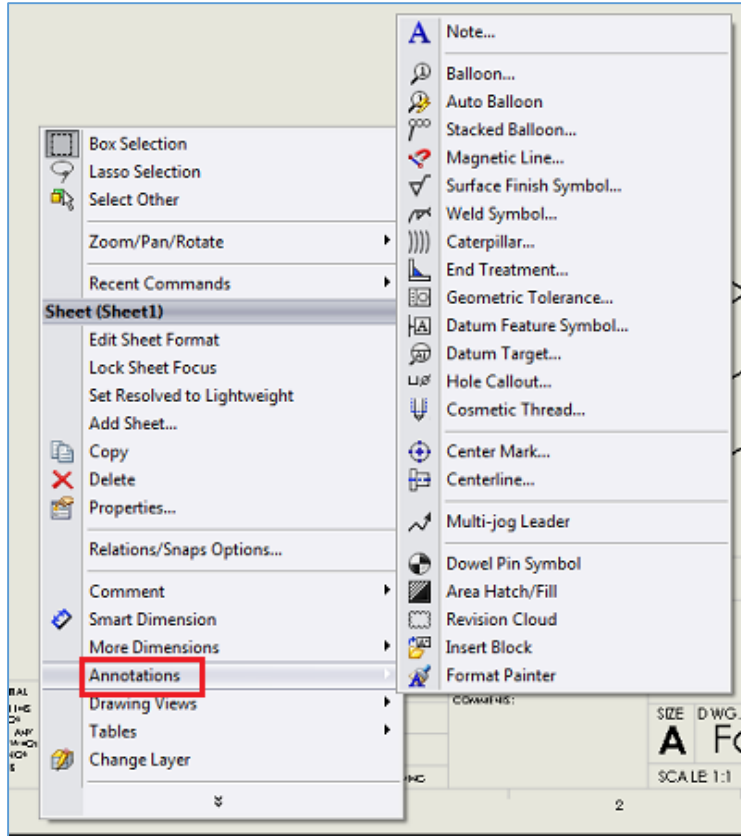 Box Selection
Lasso Selection
Select Other
Zoom/Pan/Rotate
Recent Commands
Sheet (Sheet1)
Edit Sheet Format
Lock Sheet Focus
Set Resolved to Lightweight
Add Sheet...
Copy
Delete
Properties...
Relations/Snaps Options...
Comment
Smart Dimension
More Dimensions
Annotations
Drawing Views
Tables
Change Layer
A Note...
Balloon...
Auto Balloon
Stacked Balloon...
Magnetic Line...
Surface Finish Symbol...
Weld Symbol...
Caterpillar...
End Treatment...
Geometric Tolerance...
Datum Feature Symbol...
Datum Target...
Hole Callout...
Cosmetic Thread...
Center Mark...
Centerline...
Multi-jog Leader
Dowel Pin Symbol
Area Hatch/Fill
Revision Cloud
Insert Block
Format Painter
COMMENTS:
SIZE DWG.
A
SCALE 1:1
2